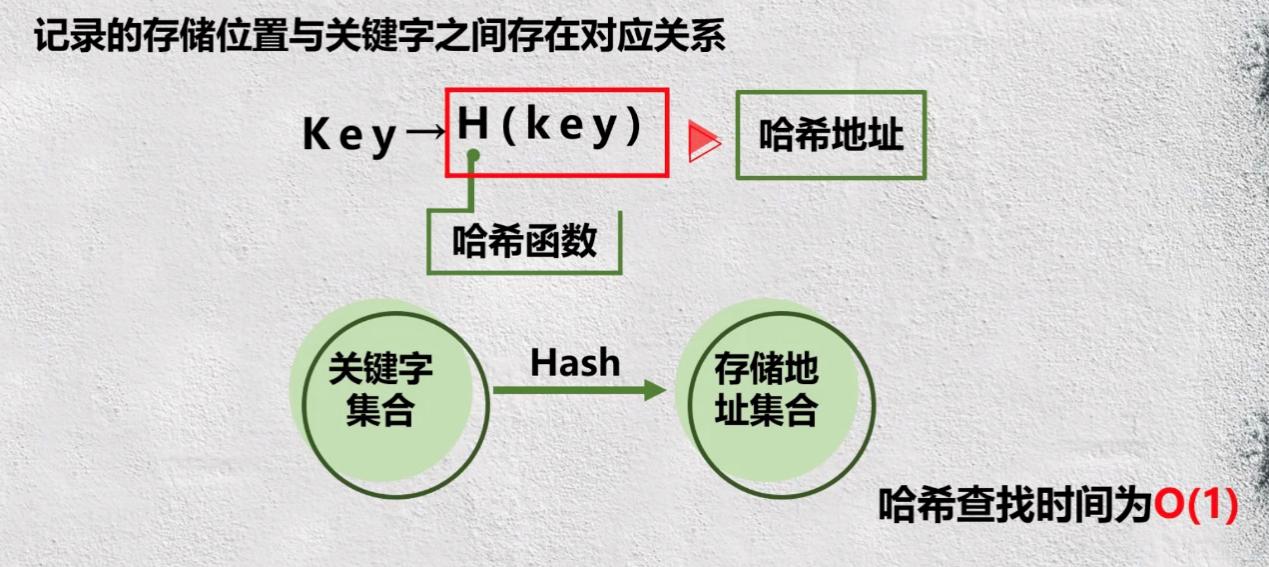 记录的存储位置与关键字之间存在对应关系
Key→H(key)
哈希地址
哈希函数
关键字
集合
Hash
存储地
址集合
哈希查找时间为O(1)